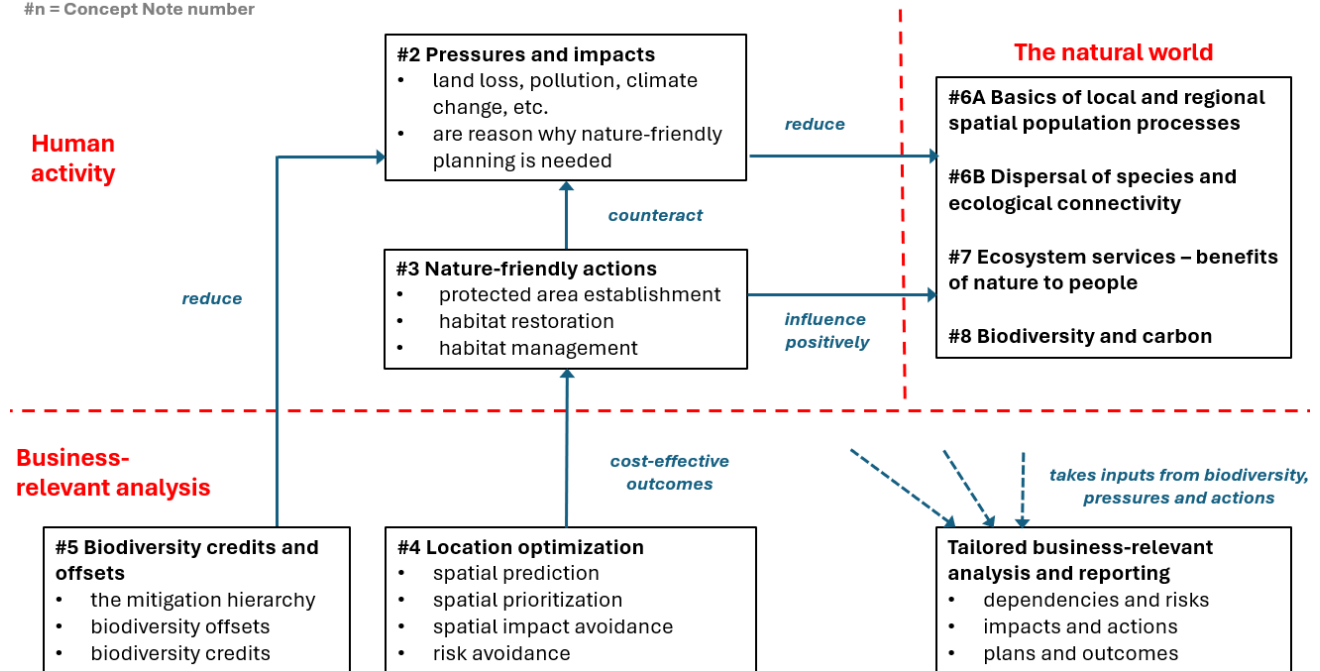 #n = Concept Note number
#2 Pressures and impacts
• land loss, pollution, climate
change, etc.
• are reason why nature-friendly
planning is needed
The natural world
#6A Basics of local and regional
spatial population processes
#6B Dispersal of species and
ecological connectivity
#7 Ecosystem services – benefits
of nature to people
#8 Biodiversity and carbon
Human
activity
reduce
counteract
#3 Nature-friendly actions
• protected area establishment
• habitat restoration
• habitat management
reduce
influence
positively
Business-
relevant analysis
cost-effective
outcomes
takes inputs from biodiversity,
pressures and actions
#5 Biodiversity credits and
offsets
• the mitigation hierarchy
• biodiversity offsets
• biodiversity credits
#4 Location optimization
• spatial prediction
• spatial prioritization
• spatial impact avoidance
• risk avoidance
Tailored business-relevant
analysis and reporting
• dependencies and risks
• impacts and actions
• plans and outcomes